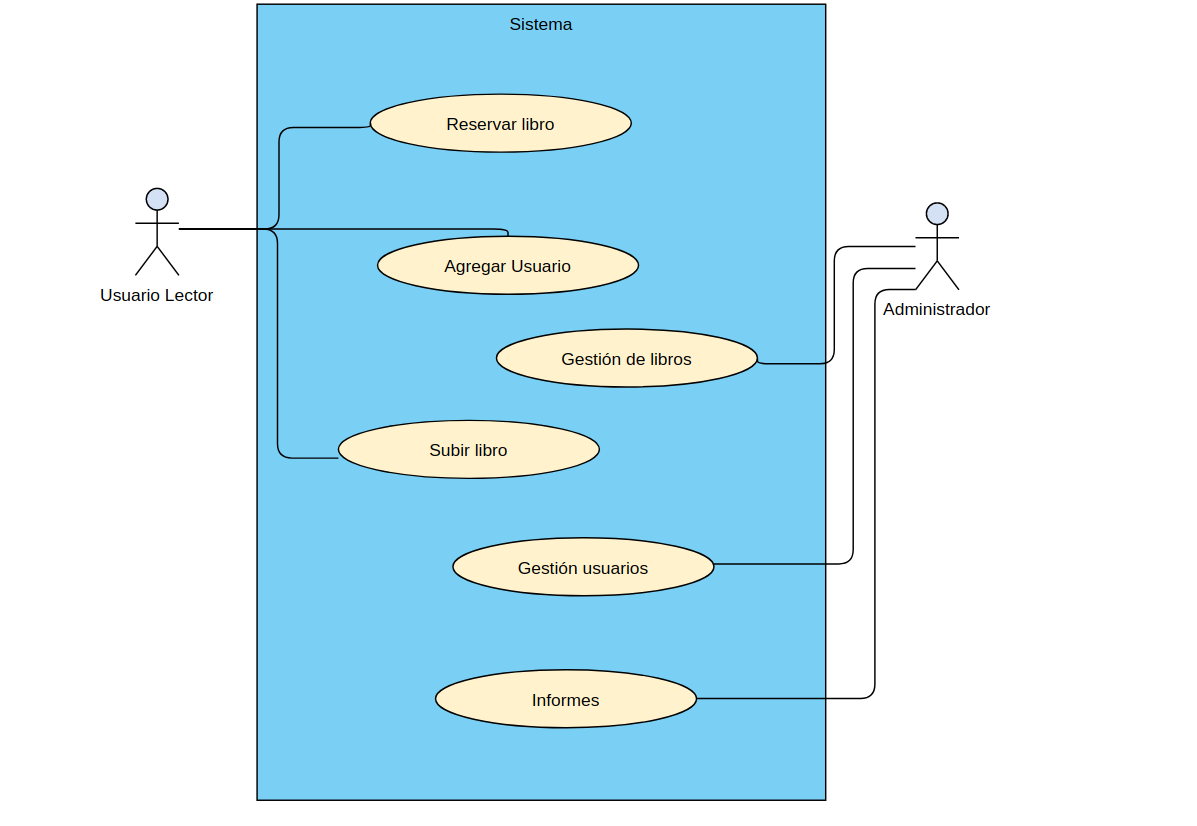 Sistema
Reservar libro
Agregar Usuario
Usuario Lector
Administrador
Gestión de libros
Subir libro
Gestión usuarios
Informes